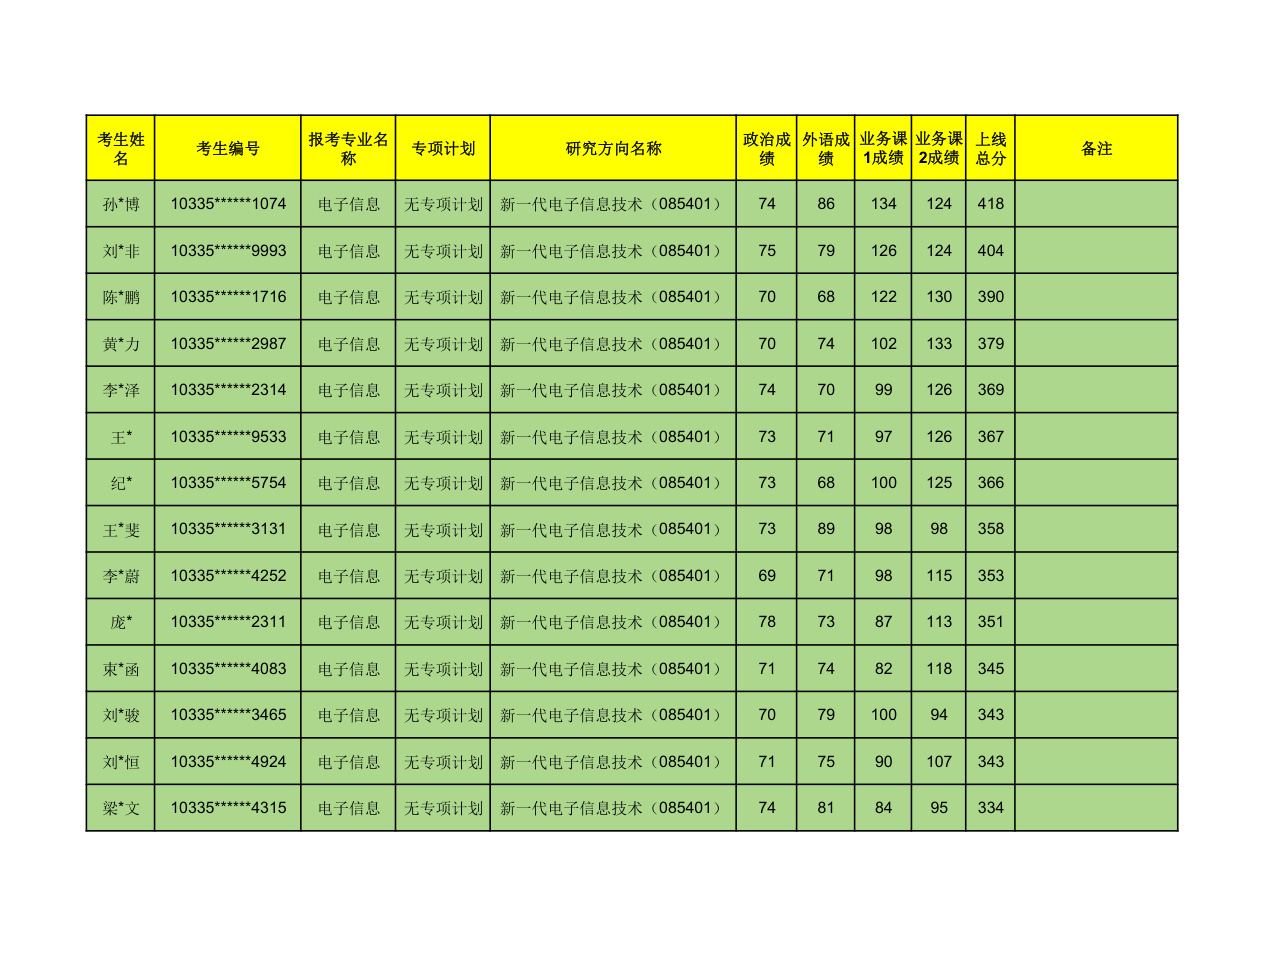 考生姓名 考生编号 报考专业名称 专项计划 研究方向名称 政治成绩 外语成绩 业务课1成绩 业务课2成绩 上线总分 备注
孙*博 10335******1074 电子信息 无专项计划 新一代电子信息技术（085401） 74 86 134 124 418
刘*非 10335******9993 电子信息 无专项计划 新一代电子信息技术（085401） 75 79 126 124 404
陈*鹏 10335******1716 电子信息 无专项计划 新一代电子信息技术（085401） 70 68 122 130 390
黄*力 10335******2987 电子信息 无专项计划 新一代电子信息技术（085401） 70 74 102 133 379
李*泽 10335******2314 电子信息 无专项计划 新一代电子信息技术（085401） 74 70 99 126 369
王* 10335******9533 电子信息 无专项计划 新一代电子信息技术（085401） 73 71 97 126 367
纪* 10335******5754 电子信息 无专项计划 新一代电子信息技术（085401） 73 68 100 125 366
王*斐 10335******3131 电子信息 无专项计划 新一代电子信息技术（085401） 73 89 98 98 358
李*蔚 10335******4252 电子信息 无专项计划 新一代电子信息技术（085401） 69 71 98 115 353
庞* 10335******2311 电子信息 无专项计划 新一代电子信息技术（085401） 78 73 87 113 351
束*函 10335******4083 电子信息 无专项计划 新一代电子信息技术（085401） 71 74 82 118 345
刘*骏 10335******3465 电子信息 无专项计划 新一代电子信息技术（085401） 70 79 100 94 343
刘*恒 10335******4924 电子信息 无专项计划 新一代电子信息技术（085401） 71 75 90 107 343
梁*文 10335******4315 电子信息 无专项计划 新一代电子信息技术（085401） 74 81 84 95 334